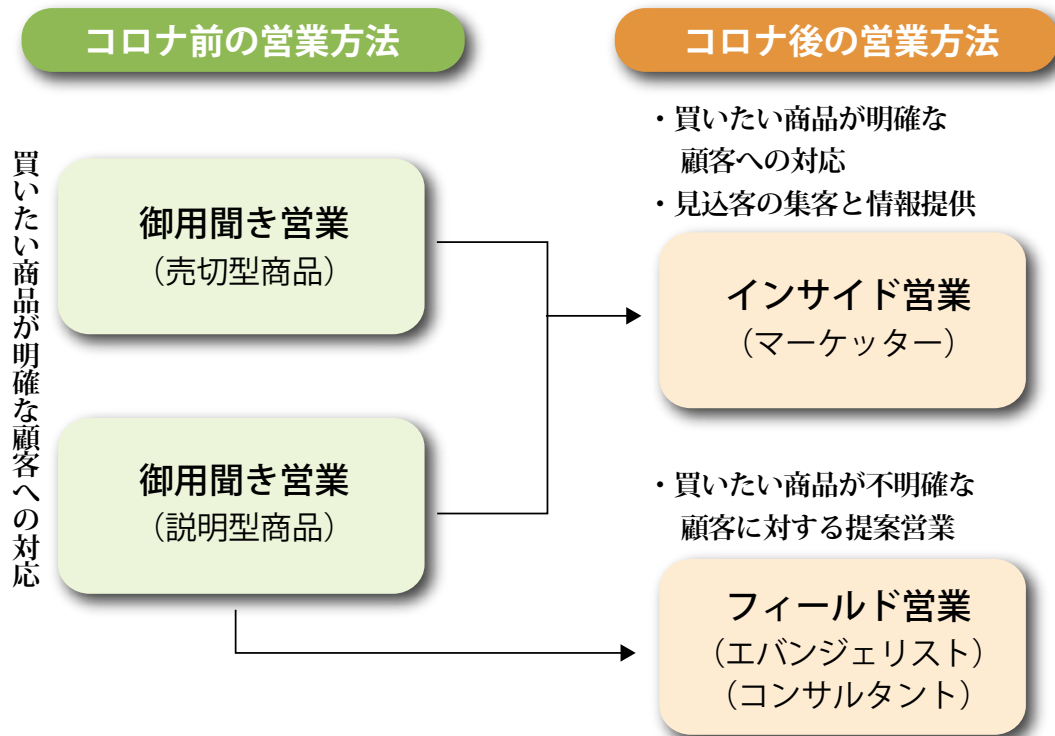 コロナ前の営業方法
買いたい商品が明確な顧客への対応
御用聞き営業
（売切型商品）
御用聞き営業
（説明型商品）
コロナ後の営業方法
・買いたい商品が明確な
顧客への対応
・見込客の集客と情報提供
インサイド営業
（マーケッター）
・買いたい商品が不明確な
顧客に対する提案営業
フィールド営業
（エバンジェリスト）
（コンサルタント）